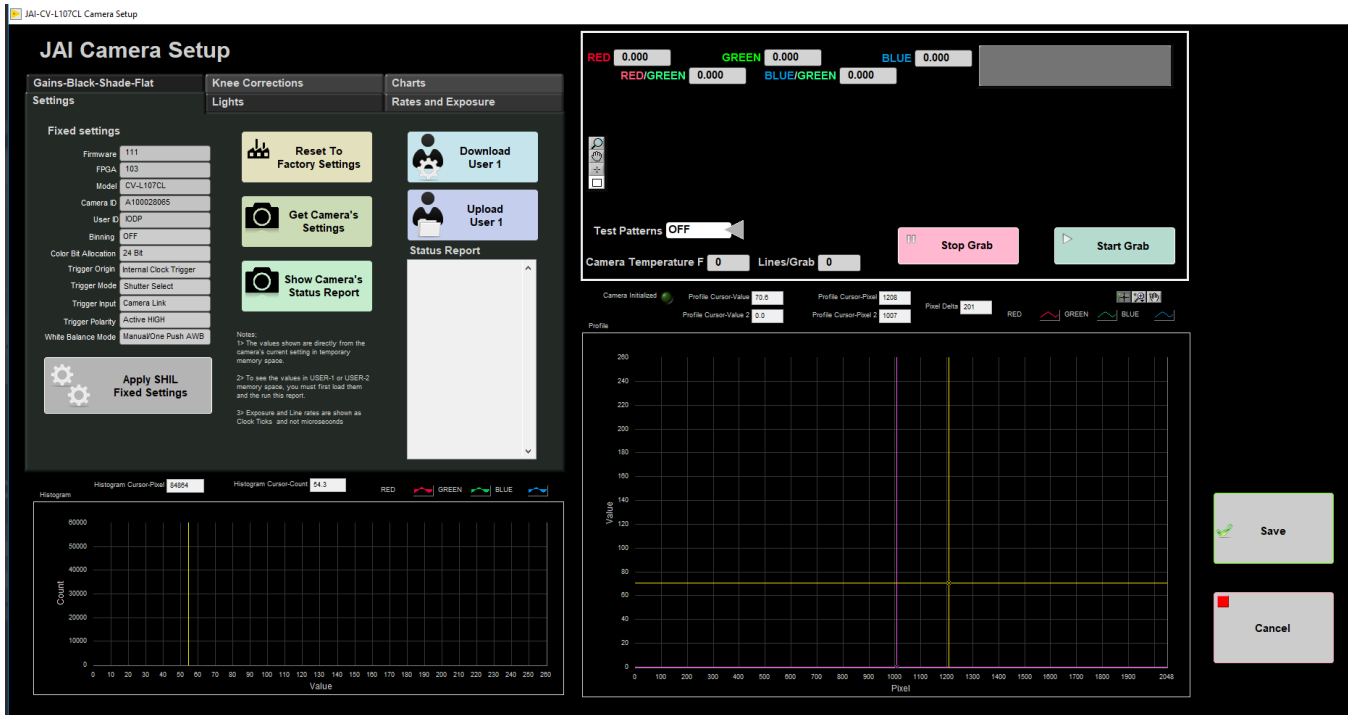 JAI-CV-L107CL Camera Setup
JAI Camera Setup
Gains-Black-Shade-Flat Knee Corrections Charts
Settings Lights Rates and Exposure
Fixed settings
Firmware 111
FPGA 103
Model CV-L107CL
Camera ID A100028065
User ID IODP
Binning OFF
Color Bit Allocation 24 Bit
Trigger Origin Internal Clock Trigger
Trigger Mode Shutter Select
Trigger Input Camera Link
Trigger Polarity Active HIGH
White Balance Mode Manual/One Push AWB
Apply SHIL
Fixed Settings
Reset To
Factory Settings
Get Camera's
Settings
Show Camera's
Status Report
Notes:
1> The values shown are directly from the
camera's current setting in temporary
memory space.
2> To see the values in USER-1 or USER-2
memory space, you must first load them
and the run this report.
3> Exposure and Line rates are shown as
Clock Ticks and not microseconds
Download
User 1
Upload
User 1
Status Report
RED 0.000 GREEN 0.000 BLUE 0.000
RED/GREEN 0.000 BLUE/GREEN 0.000
Test Patterns OFF
Camera Temperature F 0 Lines/Grab 0
Stop Grab
Start Grab
Camera Initialized Profile Cursor-Value 70.6 Profile Cursor-Pixel 1208 Pixel Delta 201
Profile Cursor-Value 2 0.0 Profile Cursor-Pixel 2 1007 RED GREEN BLUE
Profile
260
240
220
200
180
160
140
120
100
80
60
40
20
0
Value
0 100 200 300 400 500 600 700 800 900 1000 1100 1200 1300 1400 1500 1600 1700 1800 1900 2048
Pixel
Histogram Cursor-Pixel 84864 Histogram Cursor-Count 54.3 RED GREEN BLUE
Histogram
60000
50000
40000
30000
20000
10000
0
Count
0 10 20 30 40 50 60 70 80 90 100 110 120 130 140 150 160 170 180 190 200 210 220 230 240 250 260
Value
Save
Cancel